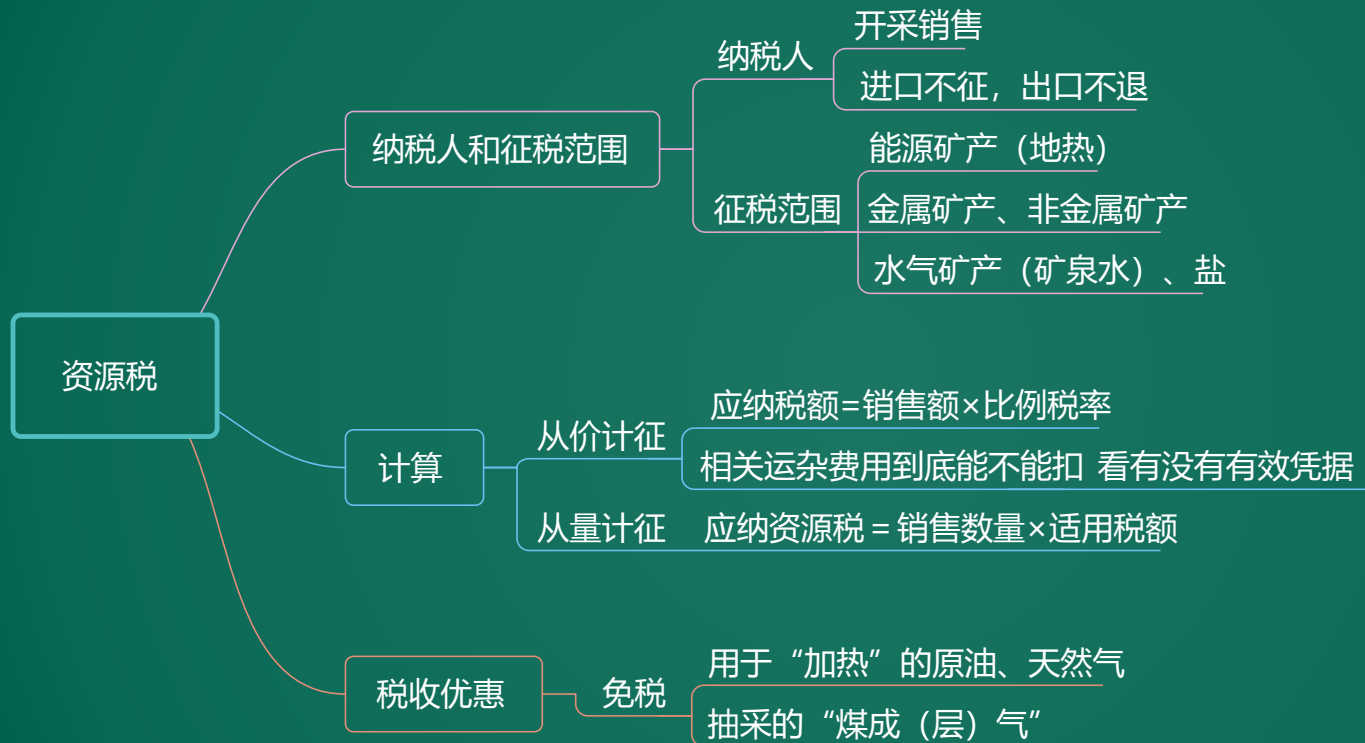 资源税
纳税人和征税范围
纳税人
开采销售
进口不征，出口不退
征税范围
能源矿产（地热）
金属矿产、非金属矿产
水气矿产（矿泉水）、盐
计算
从价计征
应纳税额=销售额×比例税率
相关运杂费用到底能不能扣 看有没有有效凭据
从量计征
应纳资源税＝销售数量×适用税额
税收优惠
免税
用于“加热”的原油、天然气
抽采的“煤成（层）气”